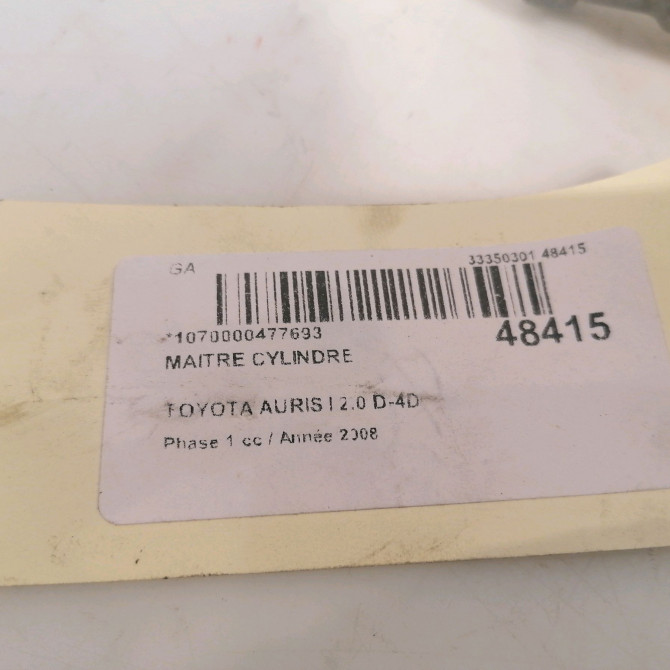 GA
33350301 48415
*1070000477693
48415
MAITRE CYLINDRE
TOYOTA AURIS I 2.0 D-4D
Phase 1 cc / Année 2008